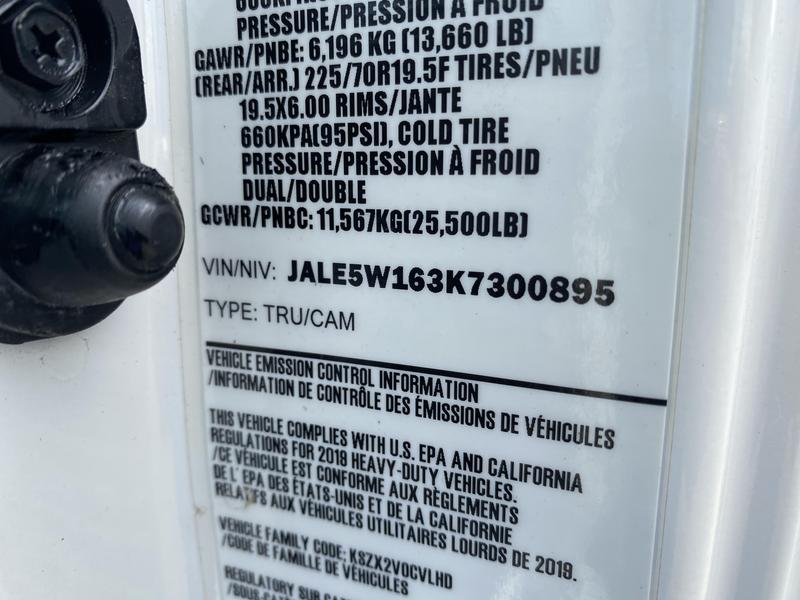 PRESSURE/PRESSION À FROID
GAWR/PNBE: 6,196 KG (13,660 LB)
(REAR/ARR.) 225/70R19.5F TIRES/PNEU
19.5X6.00 RIMS/JANTE
660KPA(95PSI), COLD TIRE
PRESSURE/PRESSION À FROID
DUAL/DOUBLE
GCWR/PNBC: 11,567KG(25,500LB)
VIN/NIV: JALE5W163K7300895
TYPE: TRU/CAM
VEHICLE EMISSION CONTROL INFORMATION
/INFORMATION DE CONTRÔLE DES ÉMISSIONS DE VÉHICULES
THIS VEHICLE COMPLIES WITH U.S. EPA AND CALIFORNIA
REGULATIONS FOR 2019 HEAVY-DUTY VEHICLES.
/CE VÉHICULE EST CONFORME AUX RÈGLEMENTS
DE L'EPA DES ÉTATS-UNIS ET DE LA CALIFORNIE
RELATIFS AUX VÉHICULES UTILITAIRES LOURDS DE 2019.
VEHICLE FAMILY CODE: KSZX2VOCVLHD
/CODE DE FAMILLE DE VÉHICULES
REGULATORY SUB